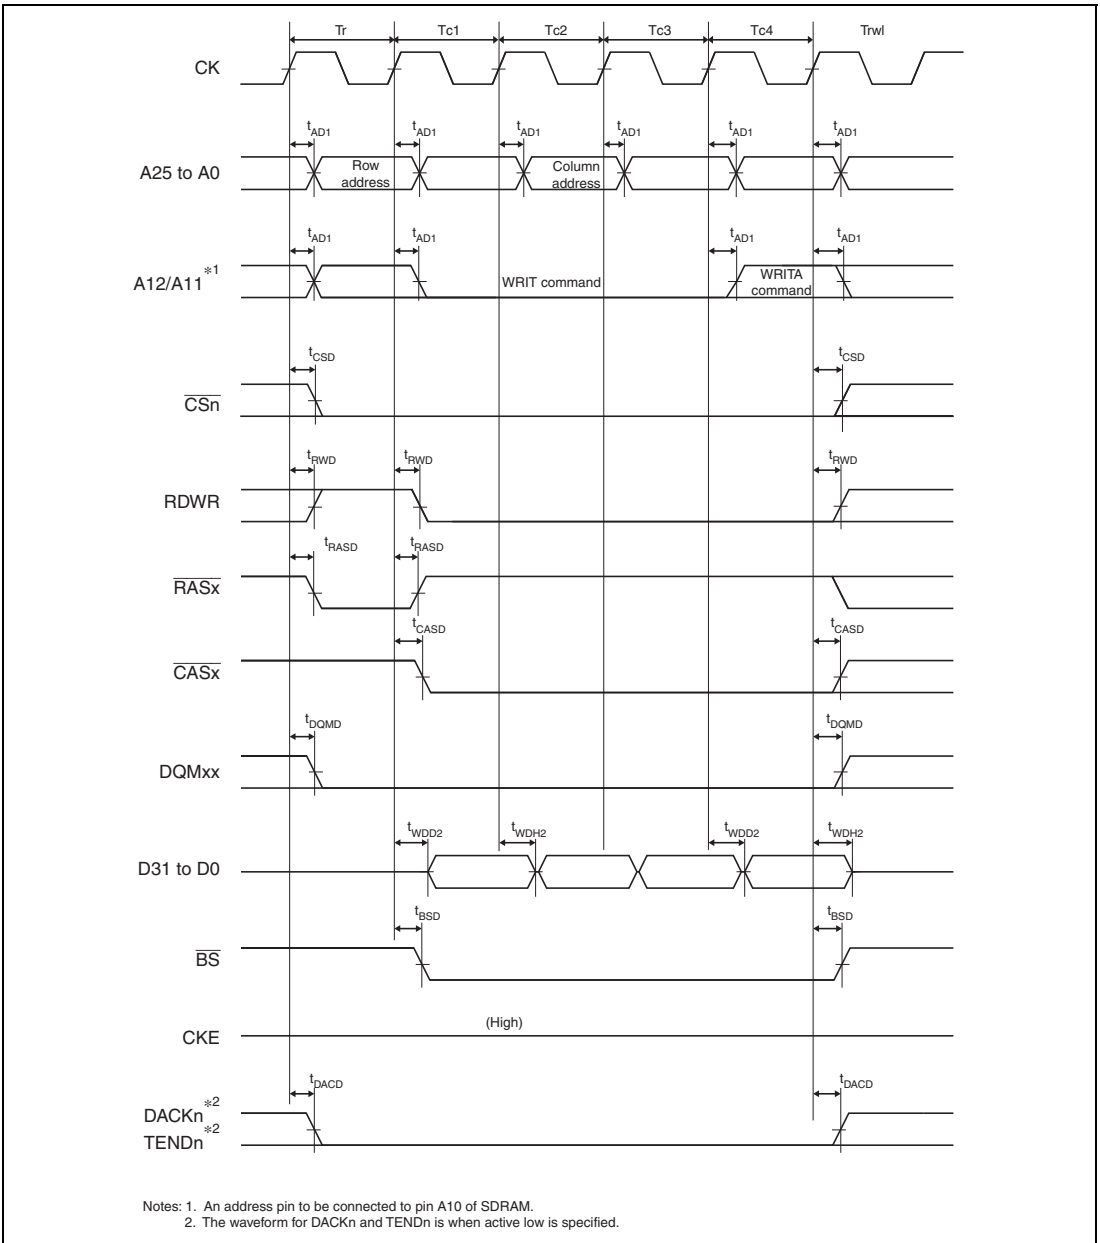 Tr Tc1 Tc2 Tc3 Tc4 Trwl
CK
tAD1 tAD1 tAD1 tAD1 tAD1 tAD1
A25 to A0
Row
address
Column
address
tAD1 tAD1 tAD1 tAD1
A12/A11*1
WRIT command
WRITA
command
tCSD tCSD
CSn
tRWD tRWD tRWD
RDWR
tRASD tRASD
RASx
tCASD tCASD
CASx
tDQMD tDQMD
DQMxx
tWDD2 tWDH2 tWDD2 tWDH2
D31 to D0
tBSD tBSD
BS
(High)
CKE
tDACD tDACD
DACKn*2
TENDn*2
Notes: 1. An address pin to be connected to pin A10 of SDRAM.
2. The waveform for DACKn and TENDn is when active low is specified.